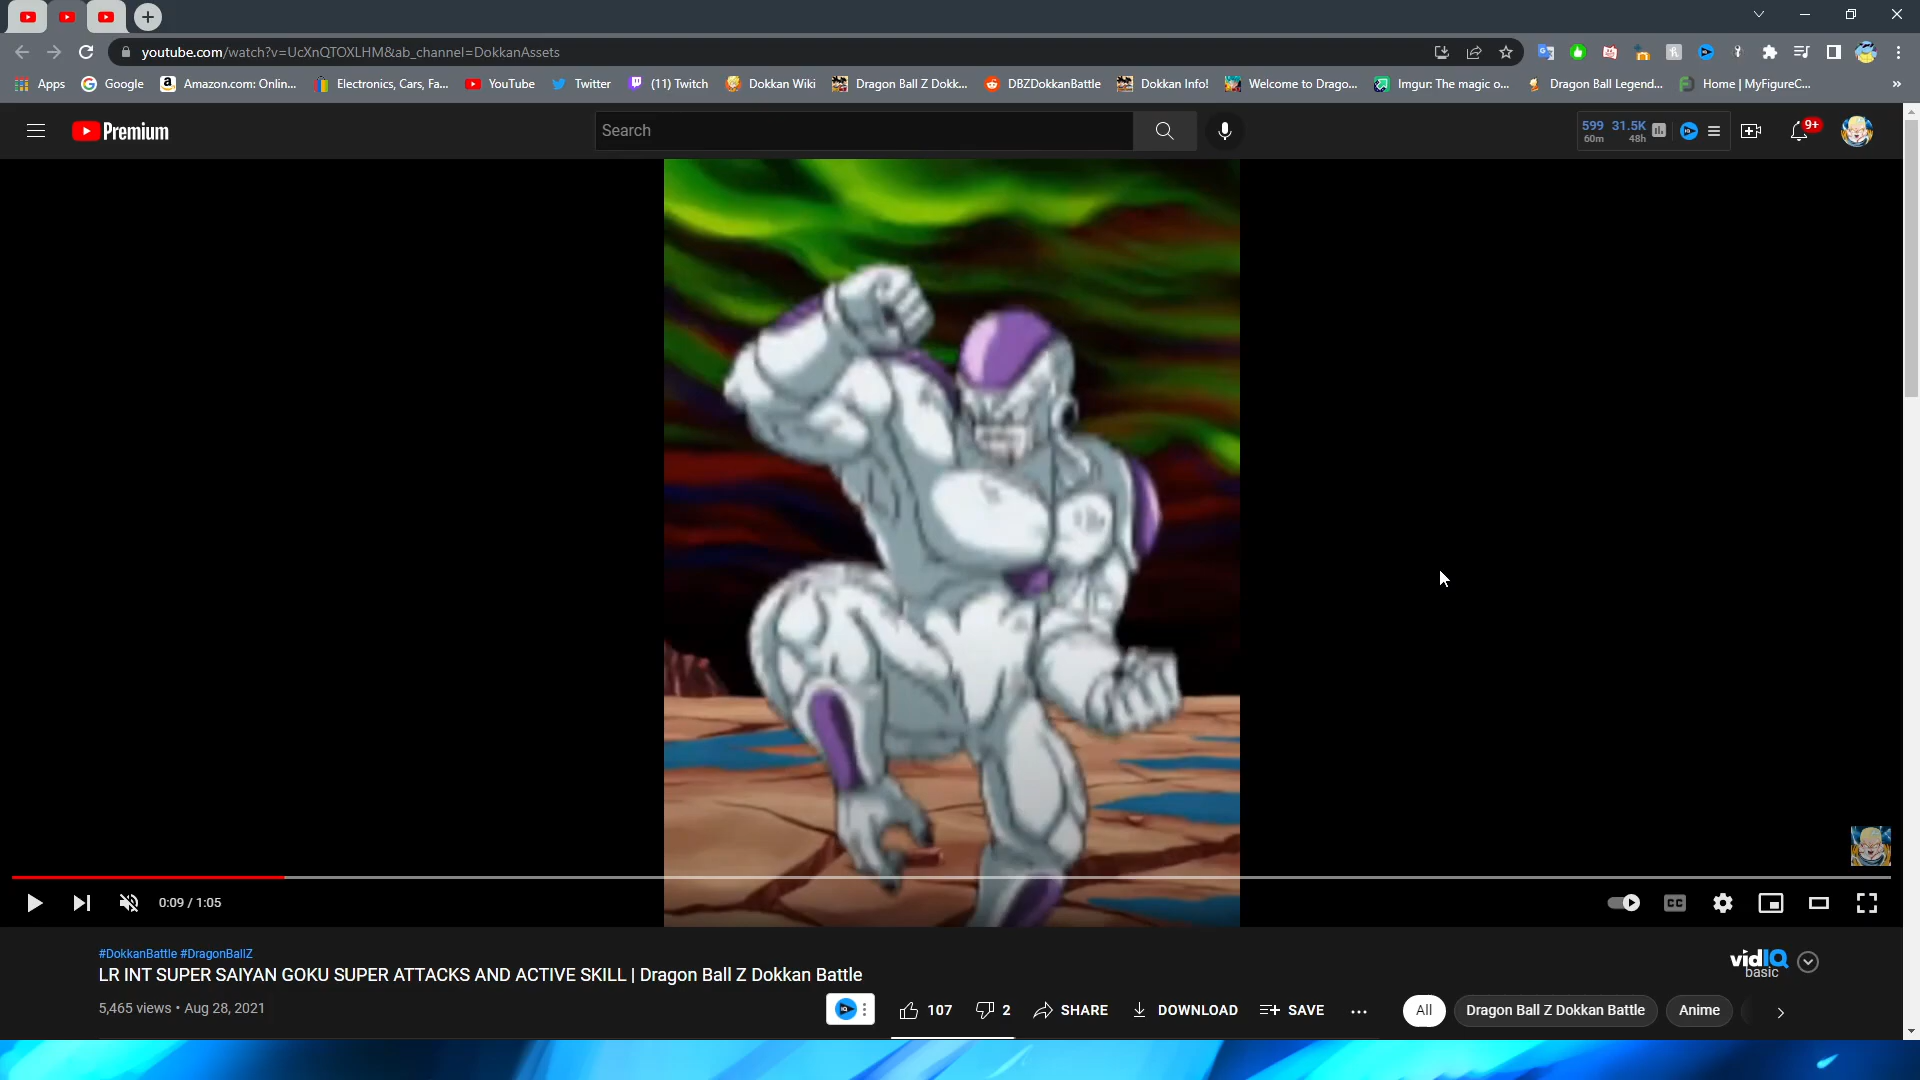 youtube.com/watch?v=UcXnQTOXLHM&ab_channel=DokkanAssets
Apps Google Amazon.com: Onlin... Electronics, Cars, Fa... YouTube Twitter (11) Twitch Dokkan Wiki Dragon Ball Z Dokk... DBZDokkanBattle Dokkan Info! Welcome to Drago... Imgur: The magic o... Dragon Ball Legend... Home | MyFigureC... »
Premium Search 599 31.5K 9+
60m 48h
0:09 / 1:05 CC
#DokkanBattle #DragonBallZ
LR INT SUPER SAIYAN GOKU SUPER ATTACKS AND ACTIVE SKILL | Dragon Ball Z Dokkan Battle
vidIQ
basic
5,465 views • Aug 28, 2021 107 2 SHARE DOWNLOAD SAVE ... All Dragon Ball Z Dokkan Battle Anime